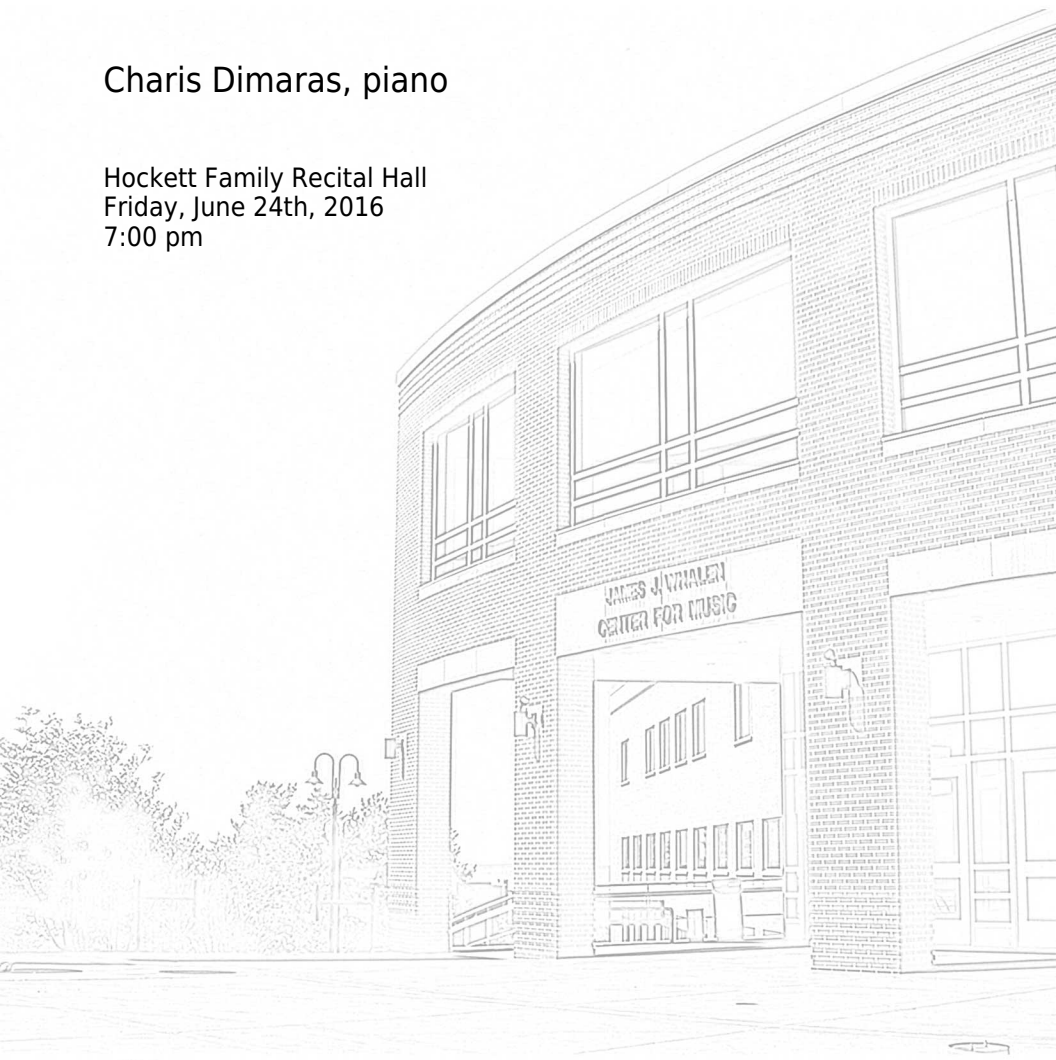 Charis Dimaras, piano
Hockett Family Recital Hall
Friday, June 24th, 2016
7:00 pm
JAMES J. WHALEN
CENTER FOR MUSIC